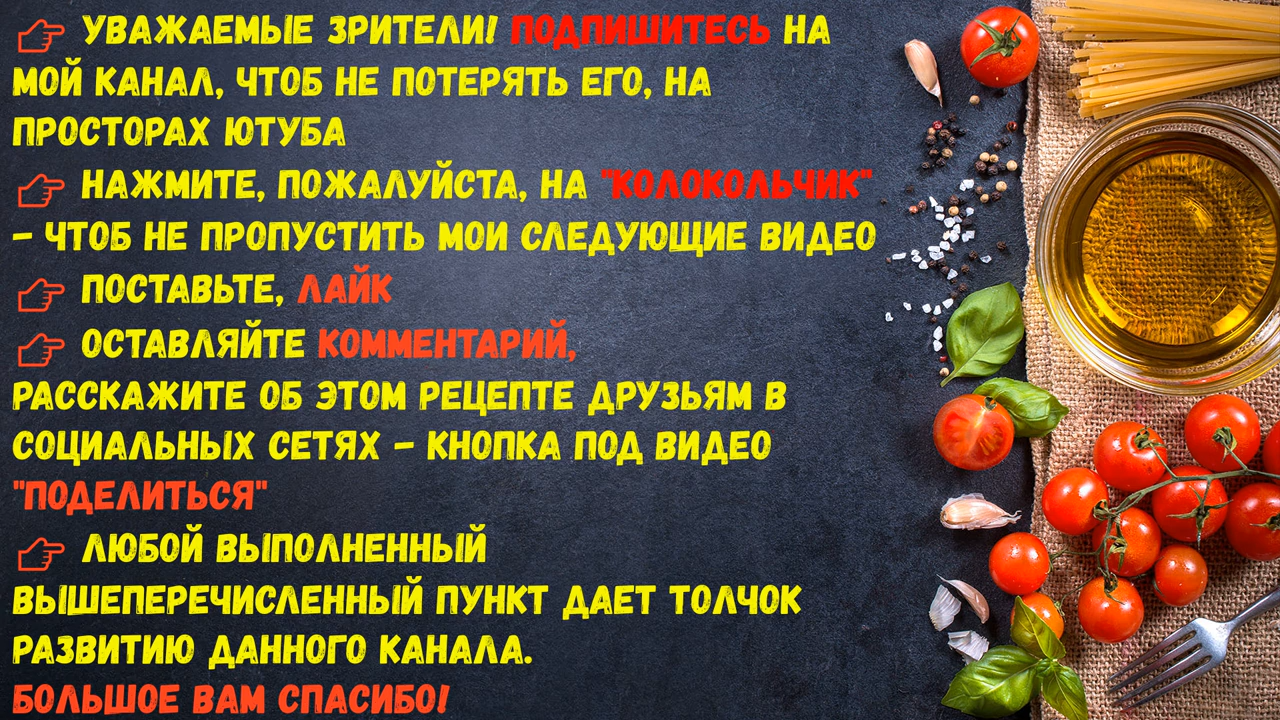 УВАЖАЕМЫЕ ЗРИТЕЛИ! ПОДПИШИТЕСЬ НА
МОЙ КАНАЛ, ЧТОБ НЕ ПОТЕРЯТЬ ЕГО, НА
ПРОСТОРАХ ЮТУБА
НАЖМИТЕ, ПОЖАЛУЙСТА, НА "КОЛОКОЛЬЧИК"
- ЧТОБ НЕ ПРОПУСТИТЬ МОИ СЛЕДУЮЩИЕ ВИДЕО
ПОСТАВЬТЕ, ЛАЙК
ОСТАВЛЯЙТЕ КОММЕНТАРИЙ,
РАССКАЖИТЕ ОБ ЭТОМ РЕЦЕПТЕ ДРУЗЬЯМ В
СОЦИАЛЬНЫХ СЕТЯХ - КНОПКА ПОД ВИДЕО
"ПОДЕЛИТЬСЯ"
ЛЮБОЙ ВЫПОЛНЕННЫЙ
ВЫШЕПЕРЕЧИСЛЕННЫЙ ПУНКТ ДАЕТ ТОЛЧОК
РАЗВИТИЮ ДАННОГО КАНАЛА.
БОЛЬШОЕ ВАМ СПАСИБО!